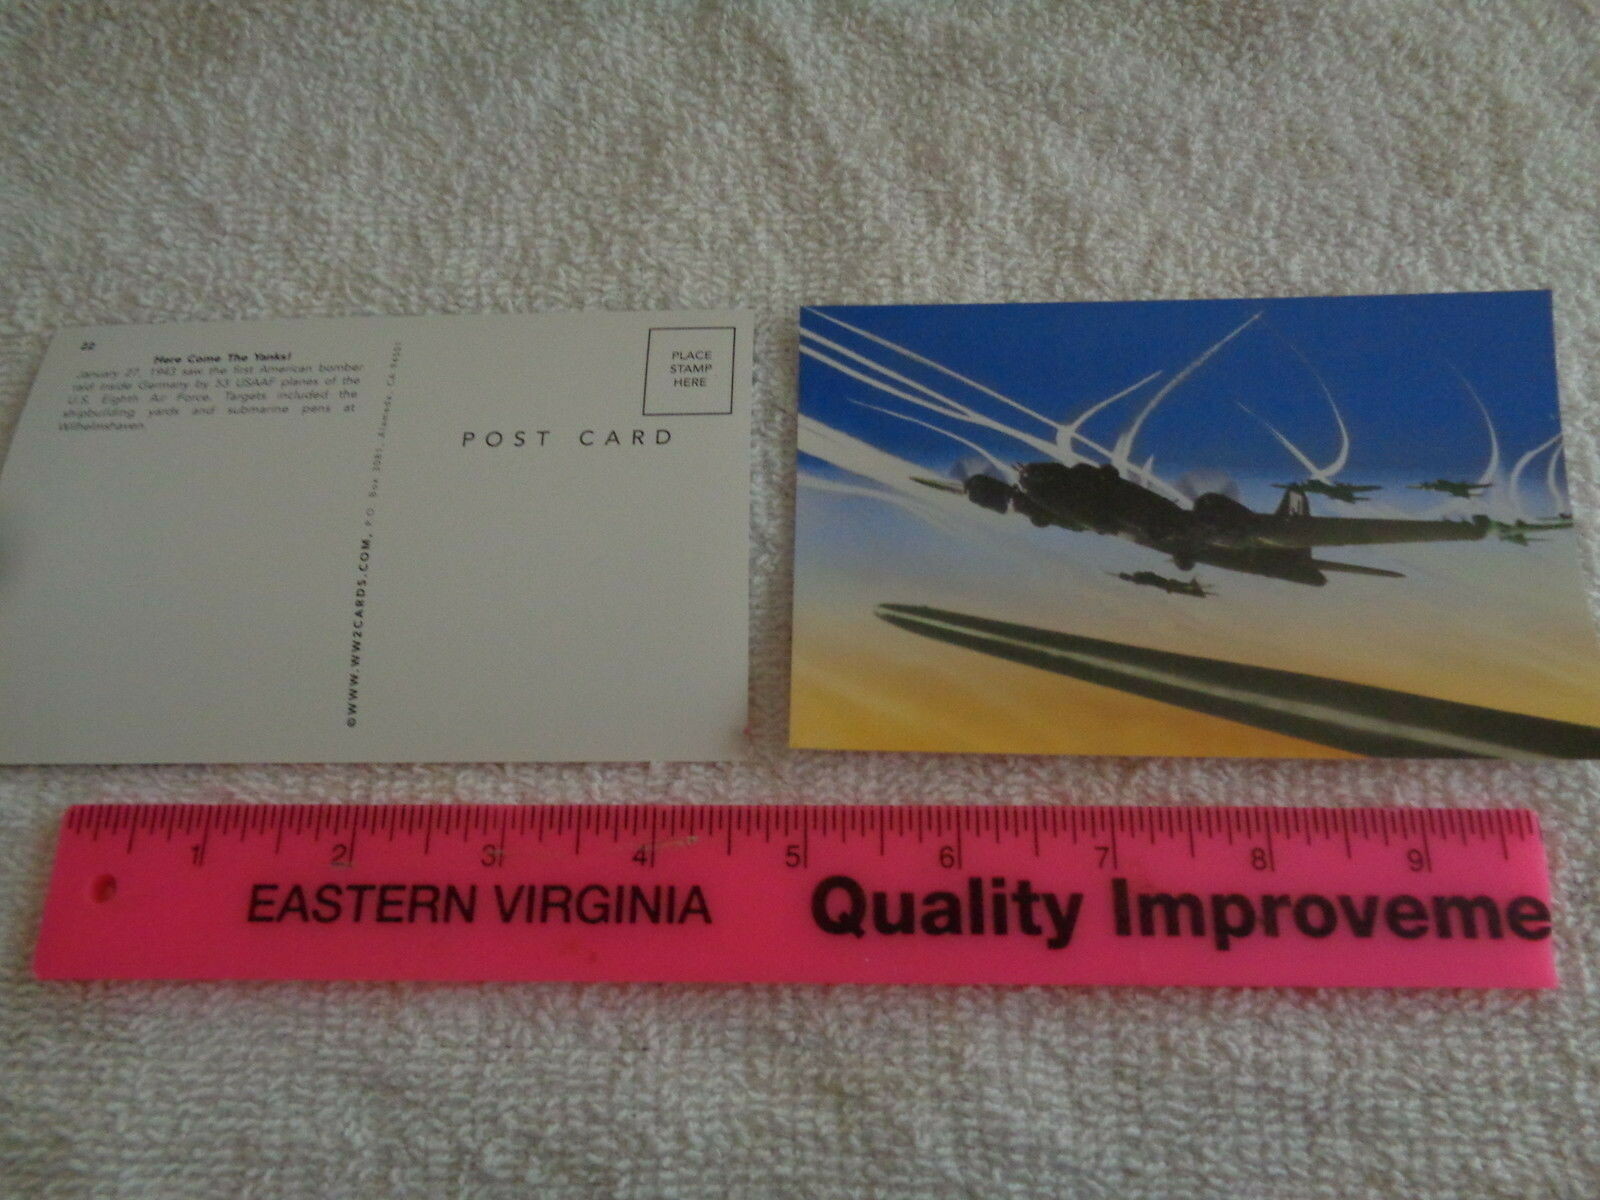 22
Here Come The Yanks!
January 27, 1943 saw the first American bomber
raid inside Germany by 53 USAAF planes of the
U.S. Eighth Air Force. Targets included the
shipbuilding yards and submarine pens at
Wilhelmshaven.
©WWW.WW2CARDS.COM, P.O. Box 3081, Alameda, CA 94501
PLACE
STAMP
HERE
POST CARD
1 2 3 4 5 6 7 8 9
EASTERN VIRGINIA Quality Improveme